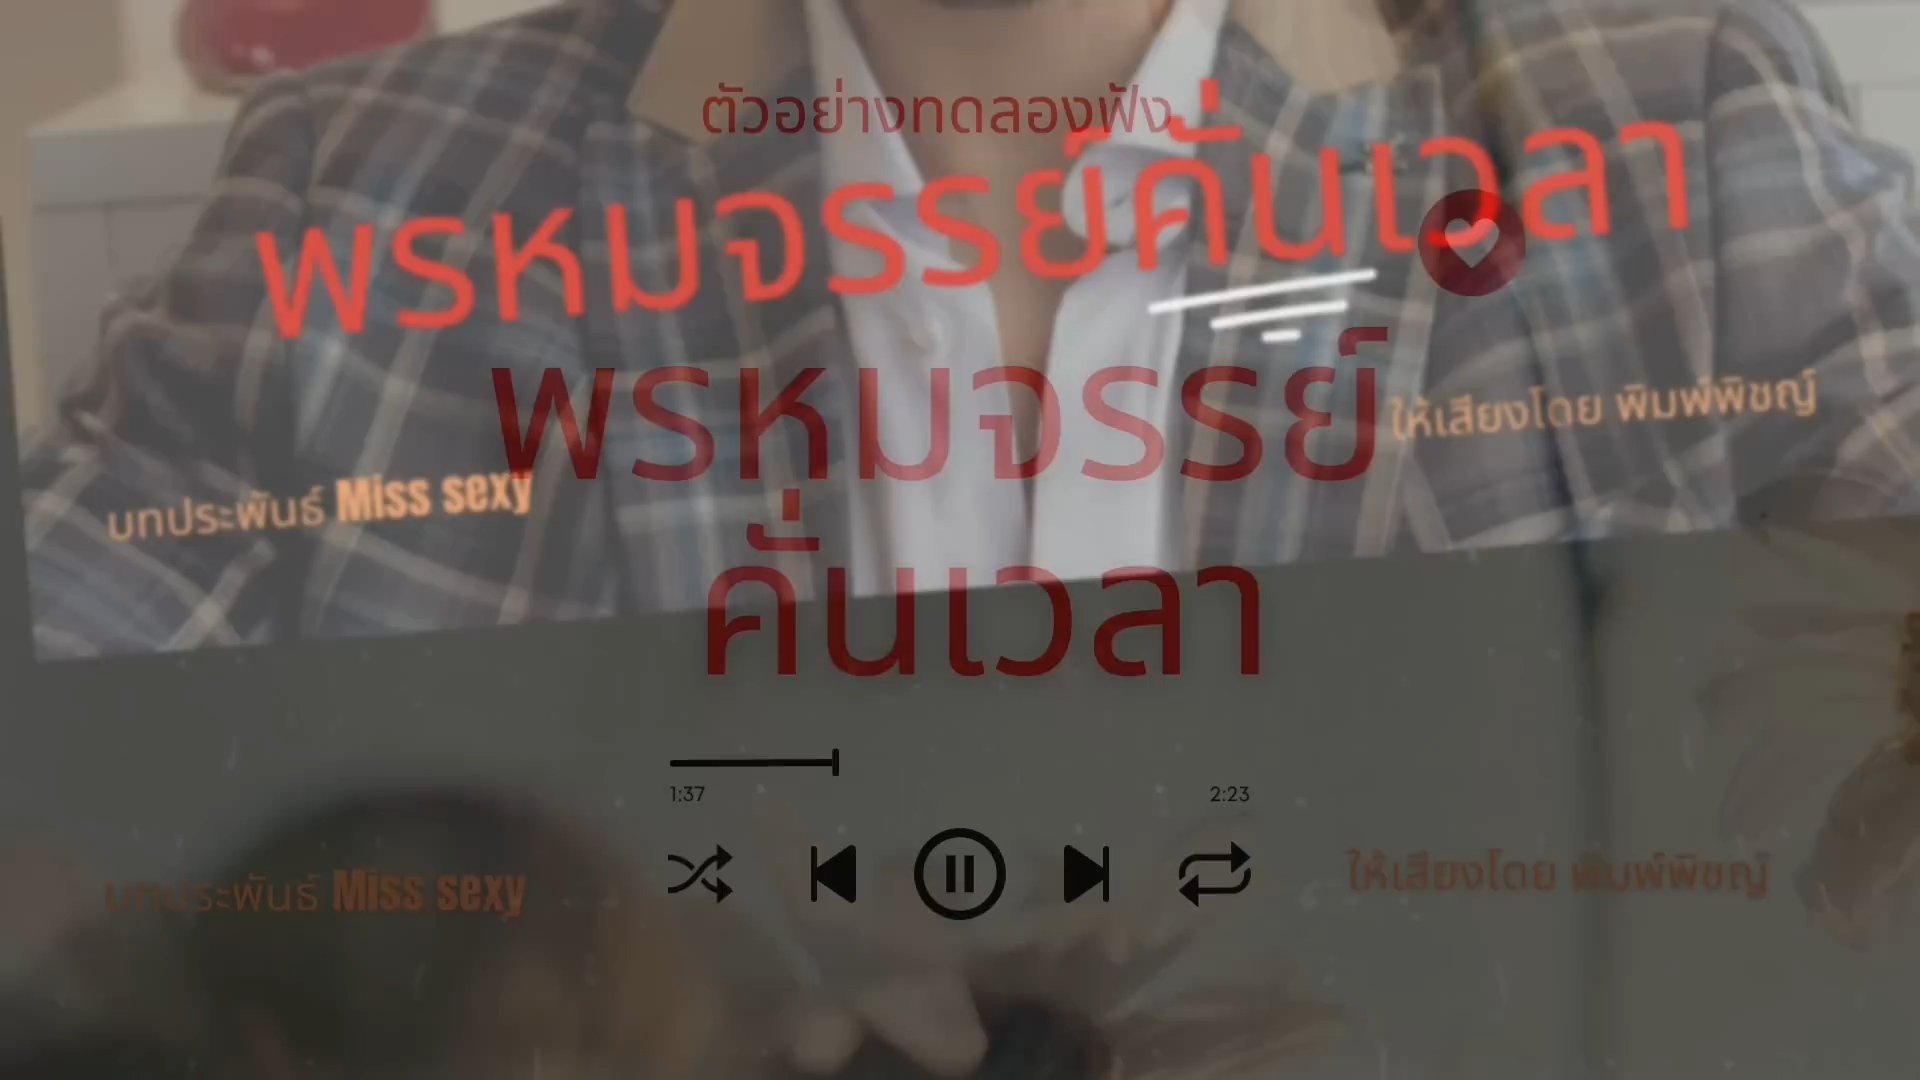 ตัวอย่างทดลองฟัง
พรหมจรรย์คั่นเวลา
พรหมจรรย์
คั่นเวลา
ให้เสียงโดย พิมพ์พิชญ์
บทประพันธ์ Miss sexy
1:37 2:23
บทประพันธ์ Miss sexy
ให้เสียงโดย พิมพ์พิชญ์